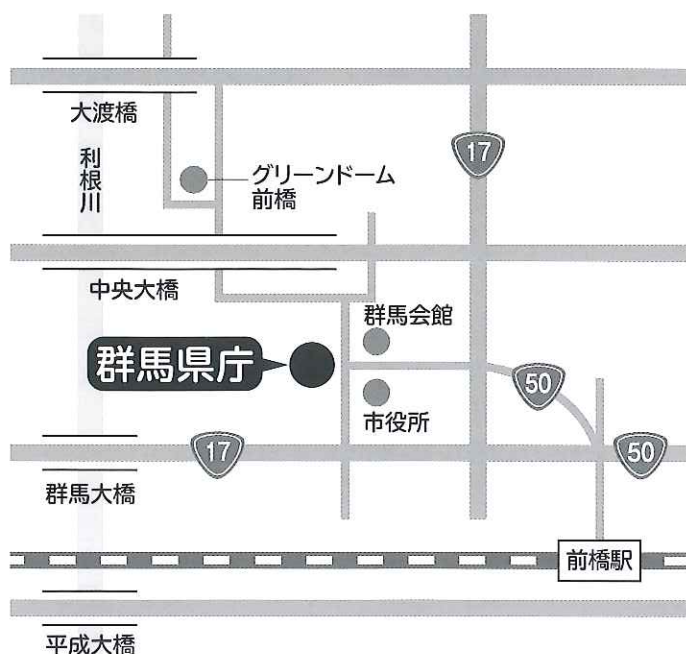 大渡橋
利根川
17
グリーンドーム
前橋
中央大橋
群馬会館
群馬県庁
50
市役所
17
50
群馬大橋
前橋駅
平成大橋